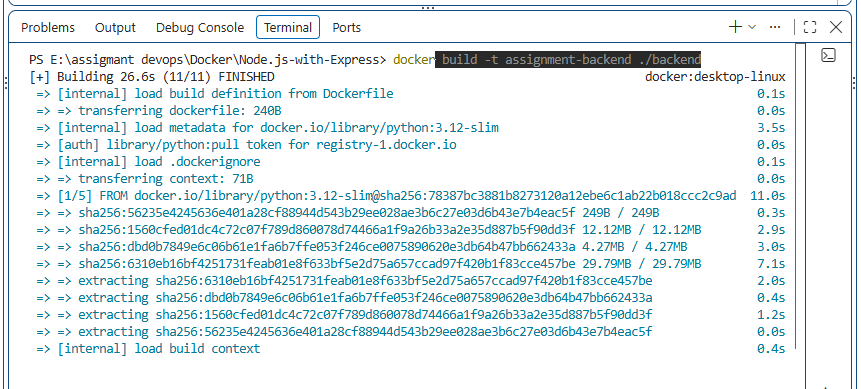 Problems Output Debug Console Terminal Ports
PS E:\assigmant devops\Docker\Node.js-with-Express> docker build -t assignment-backend ./backend
[+] Building 26.6s (11/11) FINISHED docker:desktop-linux
=> [internal] load build definition from Dockerfile 0.1s
=> => transferring dockerfile: 240B 0.0s
=> [internal] load metadata for docker.io/library/python:3.12-slim 3.5s
=> [auth] library/python:pull token for registry-1.docker.io 0.0s
=> [internal] load .dockerignore 0.1s
=> => transferring context: 71B 0.0s
=> [1/5] FROM docker.io/library/python:3.12-slim@sha256:78387bc3881b8273120a12ebe6c1ab22b018ccc2c9ad 11.0s
=> => sha256:56235e4245636e401a28cf88944d543b29ee028ae3b6c27e03d6b43e7b4eac5f 249B / 249B 0.3s
=> => sha256:1560cfed01dc4c72c07f789d860078d74466a1f9a26b33a2e35d887b5f90dd3f 12.12MB / 12.12MB 2.9s
=> => sha256:dbd0b7849e6c06b61e1fa6b7ffe053f246ce0075890620e3db64b47bb662433a 4.27MB / 4.27MB 3.0s
=> => sha256:6310eb16bf4251731feab01e8f633bf5e2d75a657ccad97f420b1f83cce457be 29.79MB / 29.79MB 7.1s
=> => extracting sha256:6310eb16bf4251731feab01e8f633bf5e2d75a657ccad97f420b1f83cce457be 2.0s
=> => extracting sha256:dbd0b7849e6c06b61e1fa6b7ffe053f246ce0075890620e3db64b47bb662433a 0.4s
=> => extracting sha256:1560cfed01dc4c72c07f789d860078d74466a1f9a26b33a2e35d887b5f90dd3f 1.2s
=> => extracting sha256:56235e4245636e401a28cf88944d543b29ee028ae3b6c27e03d6b43e7b4eac5f 0.0s
=> [internal] load build context 0.4s